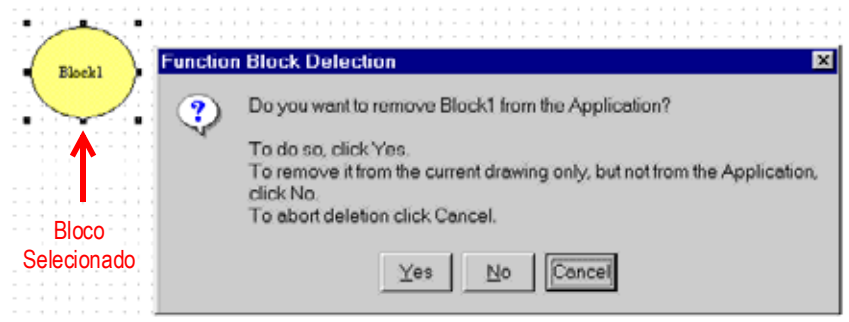 Block1
Function Block Delection
Do you want to remove Block1 from the Application?
To do so, click Yes.
To remove it from the current drawing only, but not from the Application,
click No.
To abort deletion click Cancel.
Yes No Cancel
Bloco
Selecionado